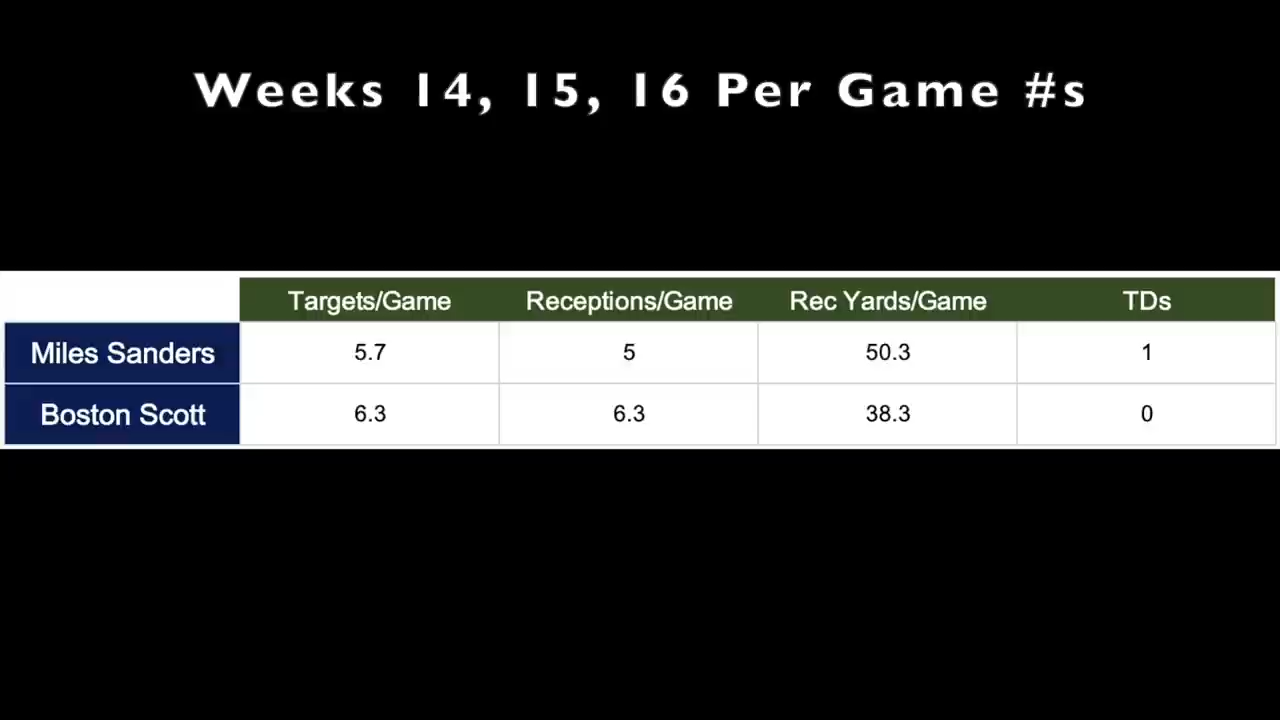 Weeks 14, 15, 16 Per Game #s
Targets/Game Receptions/Game Rec Yards/Game TDs
Miles Sanders 5.7 5 50.3 1
Boston Scott 6.3 6.3 38.3 0